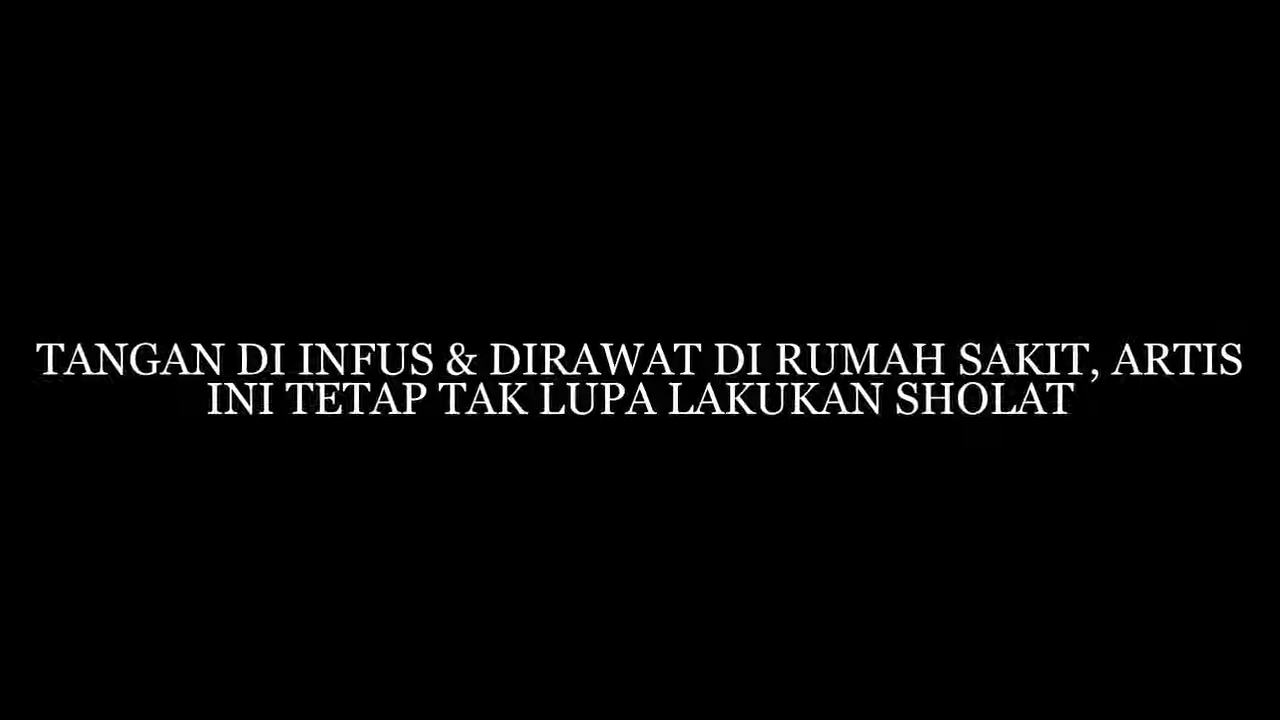 TANGAN DI INFUS & DIRAWAT DI RUMAH SAKIT, ARTIS
INI TETAP TAK LUPA LAKUKAN SHOLAT